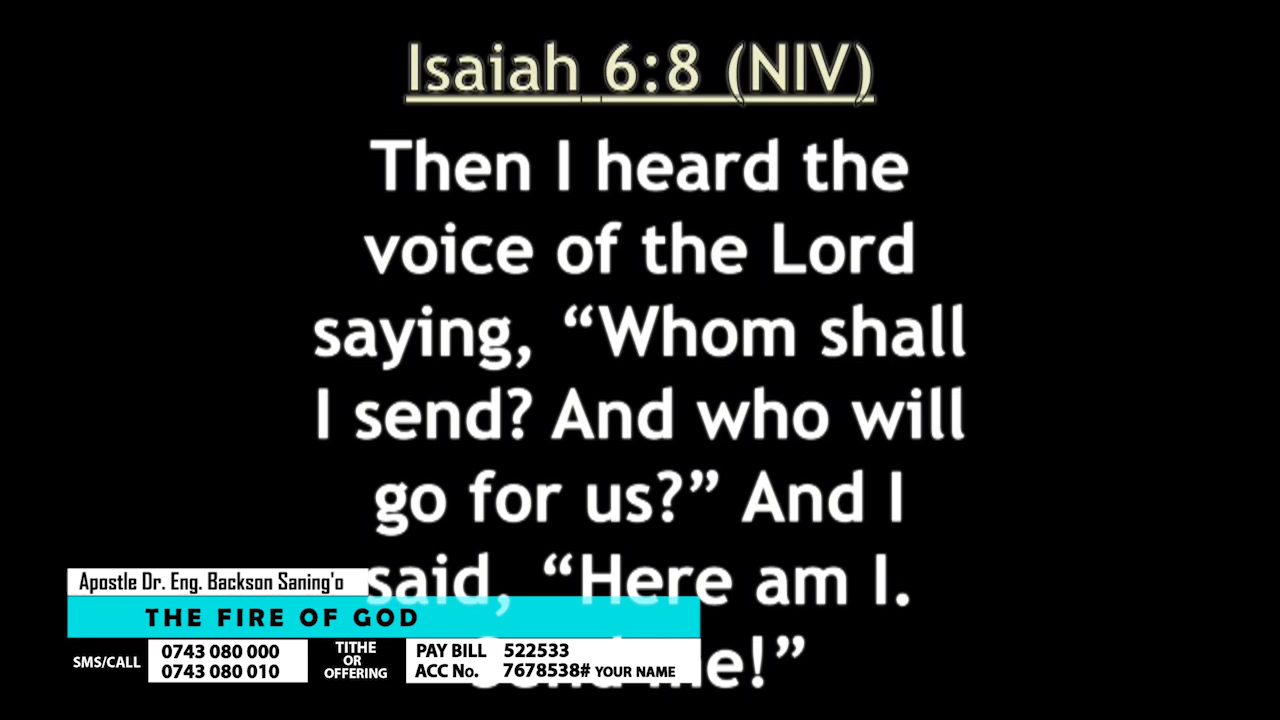 Isaiah 6:8 (NIV)
Then I heard the
voice of the Lord
saying, “Whom shall
I send? And who will
go for us?” And I
said, “Here am I.
Send me!”
Apostle Dr. Eng. Backson Saning'o
THE FIRE OF GOD
SMS/CALL
0743 080 000
0743 080 010
TITHE
OR
OFFERING
PAY BILL 522533
ACC No. 7678538# YOUR NAME